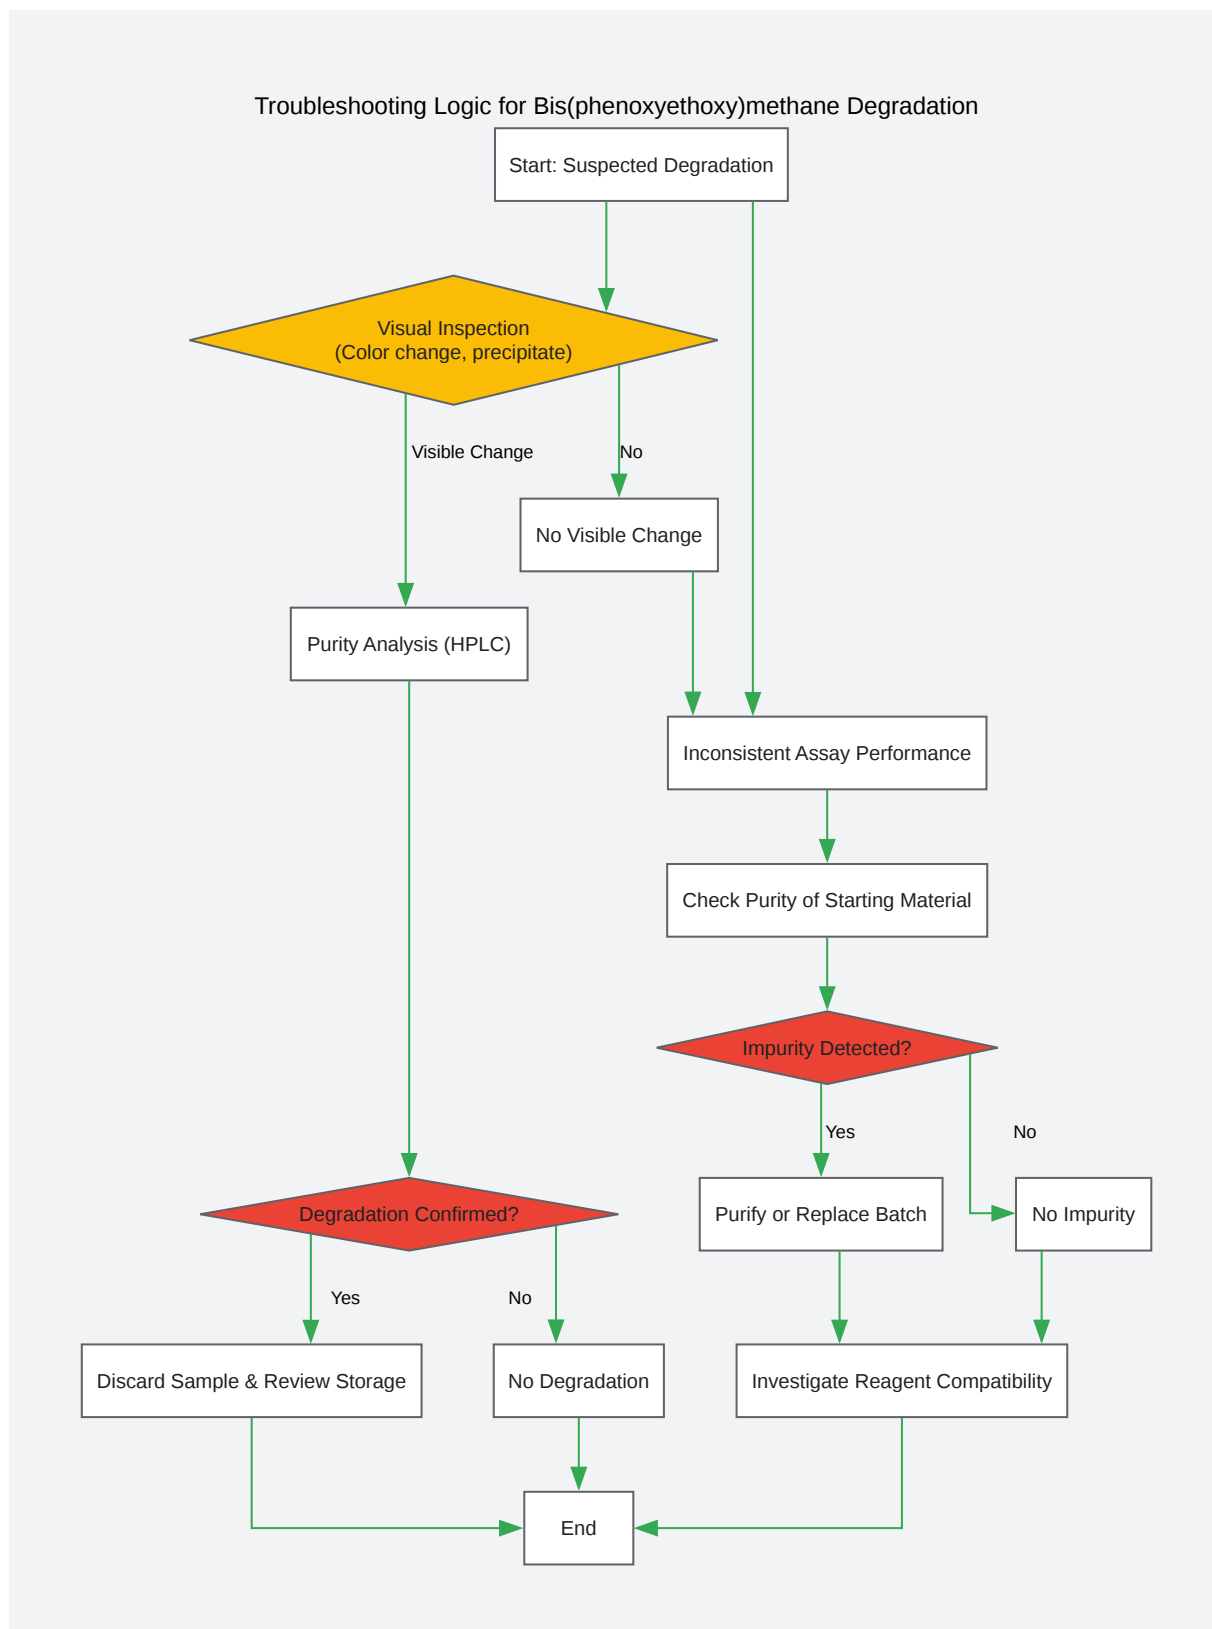 Troubleshooting Logic for Bis(phenoxyethoxy)methane Degradation
Start: Suspected Degradation
Visual Inspection
(Color change, precipitate)
Visible Change
No
No Visible Change
Purity Analysis (HPLC)
Inconsistent Assay Performance
Check Purity of Starting Material
Impurity Detected?
Yes
No
Degradation Confirmed?
Purify or Replace Batch
No Impurity
Yes
No
Discard Sample & Review Storage
No Degradation
Investigate Reagent Compatibility
End